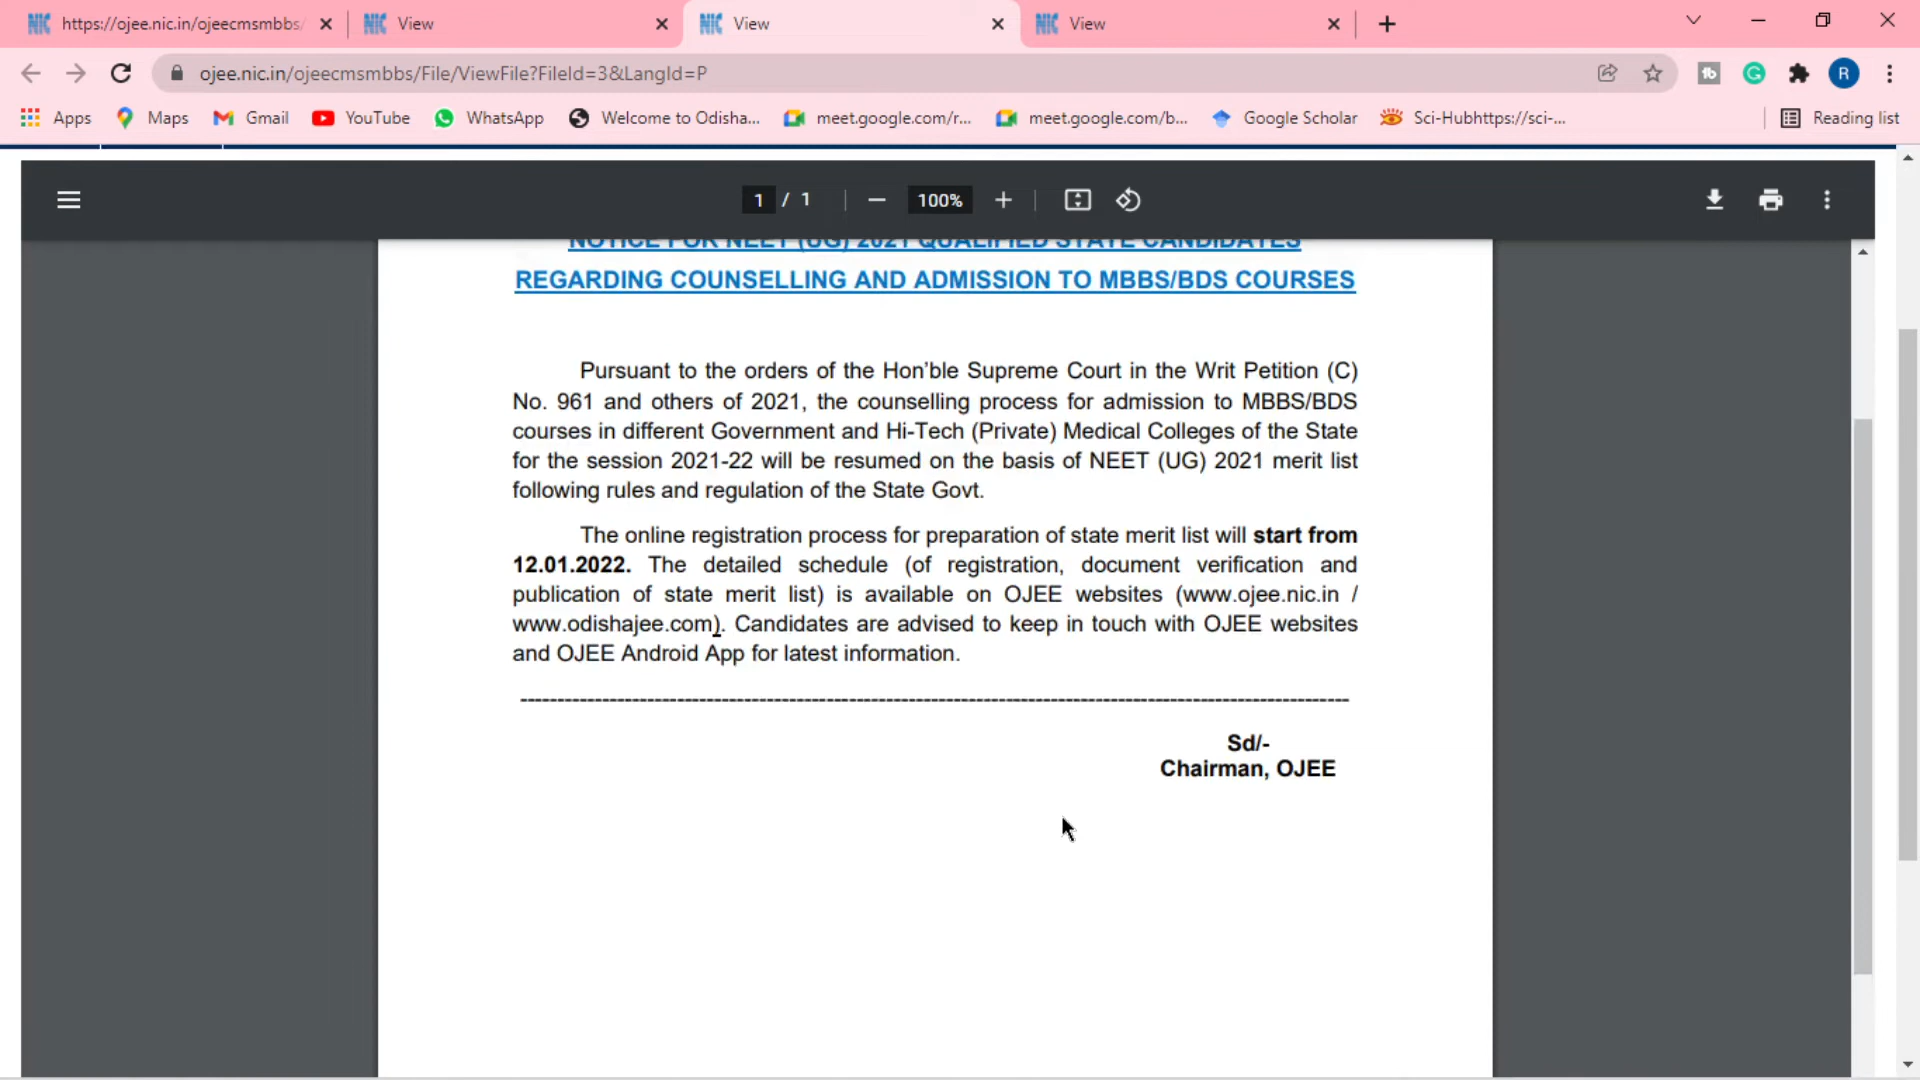 https://ojee.nic.in/ojeecmsmbbs/
View
View
View
ojee.nic.in/ojeecmsmbbs/File/ViewFile?FileId=3&LangId=P
R
Apps
Maps
Gmail
YouTube
WhatsApp
Welcome to Odisha...
meet.google.com/r...
meet.google.com/b...
Google Scholar
Sci-Hubhttps://sci-...
Reading list
1 / 1
100%
NOTICE FOR NEET (UG) 2021 QUALIFIED STATE CANDIDATES
REGARDING COUNSELLING AND ADMISSION TO MBBS/BDS COURSES
Pursuant to the orders of the Hon’ble Supreme Court in the Writ Petition (C)
No. 961 and others of 2021, the counselling process for admission to MBBS/BDS
courses in different Government and Hi-Tech (Private) Medical Colleges of the State
for the session 2021-22 will be resumed on the basis of NEET (UG) 2021 merit list
following rules and regulation of the State Govt.
The online registration process for preparation of state merit list will start from
12.01.2022. The detailed schedule (of registration, document verification and
publication of state merit list) is available on OJEE websites (www.ojee.nic.in /
www.odishajee.com). Candidates are advised to keep in touch with OJEE websites
and OJEE Android App for latest information.
Sd/-
Chairman, OJEE